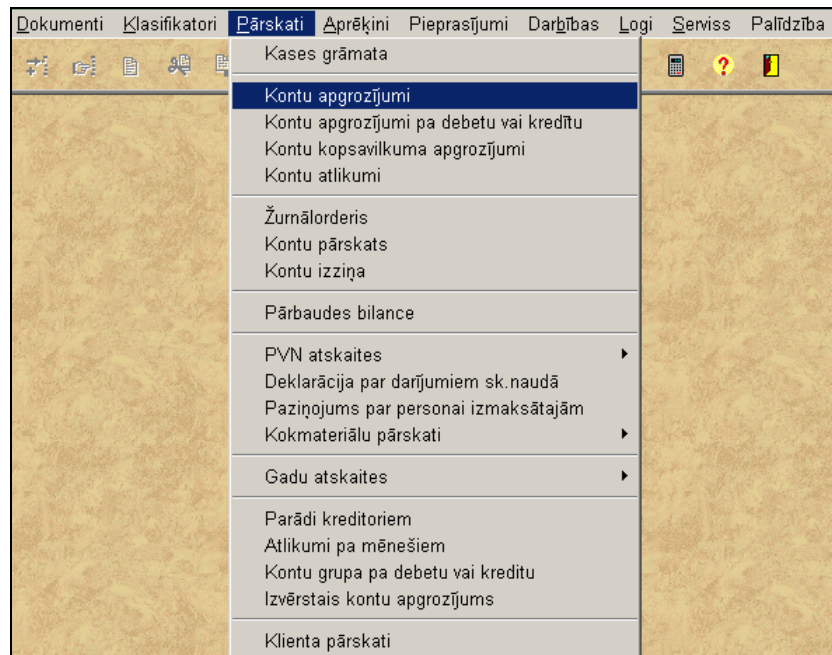 Dokumenti Klasifikatori Pārskati Aprēķini Pieprasījumi Darbības Logi Serviss Palīdzība
Kases grāmata
Kontu apgrozījumi
Kontu apgrozījumi pa debetu vai kredītu
Kontu kopsavilkuma apgrozījumi
Kontu atlikumi
Žurnālorderis
Kontu pārskats
Kontu izziņa
Pārbaudes bilance
PVN atskaites
Deklarācija par darījumiem sk.naudā
Paziņojums par personai izmaksātajām
Kokmateriālu pārskati
Gadu atskaites
Parādi kreditoriem
Atlikumi pa mēnešiem
Kontu grupa pa debetu vai kreditu
Izvērstais kontu apgrozījums
Klienta pārskati